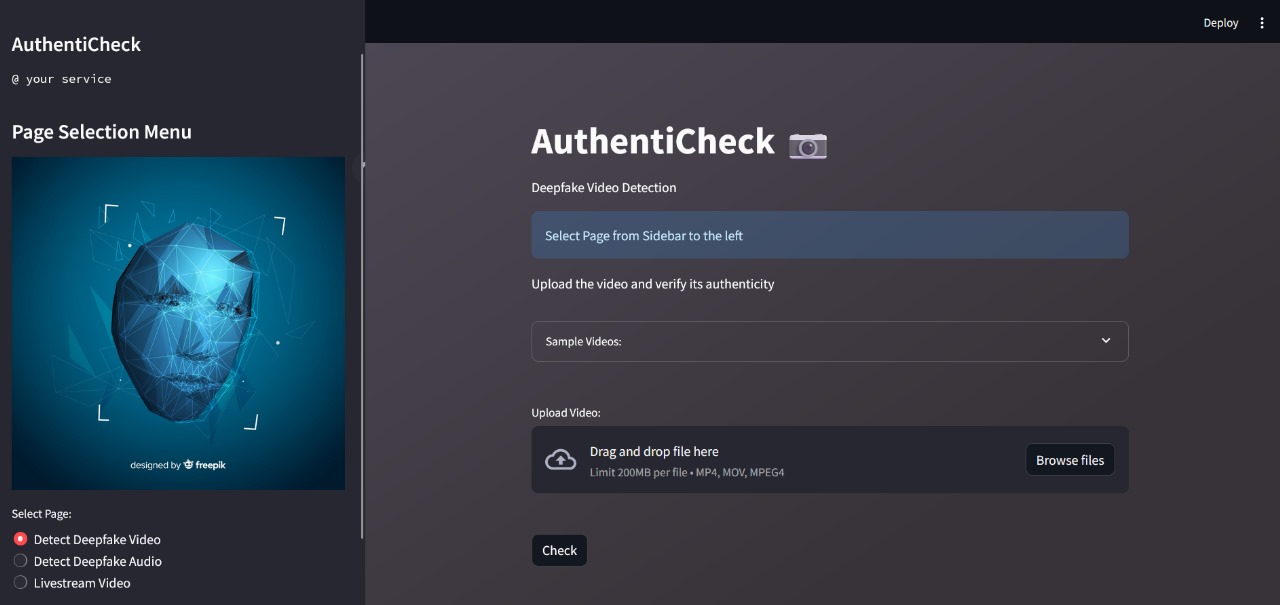 AuthentiCheck
@ your service
Page Selection Menu
designed by freepik
Select Page:
Detect Deepfake Video
Detect Deepfake Audio
Livestream Video
Deploy
AuthentiCheck
Deepfake Video Detection
Select Page from Sidebar to the left
Upload the video and verify its authenticity
Sample Videos:
Upload Video:
Drag and drop file here
Limit 200MB per file • MP4, MOV, MPEG4
Browse files
Check